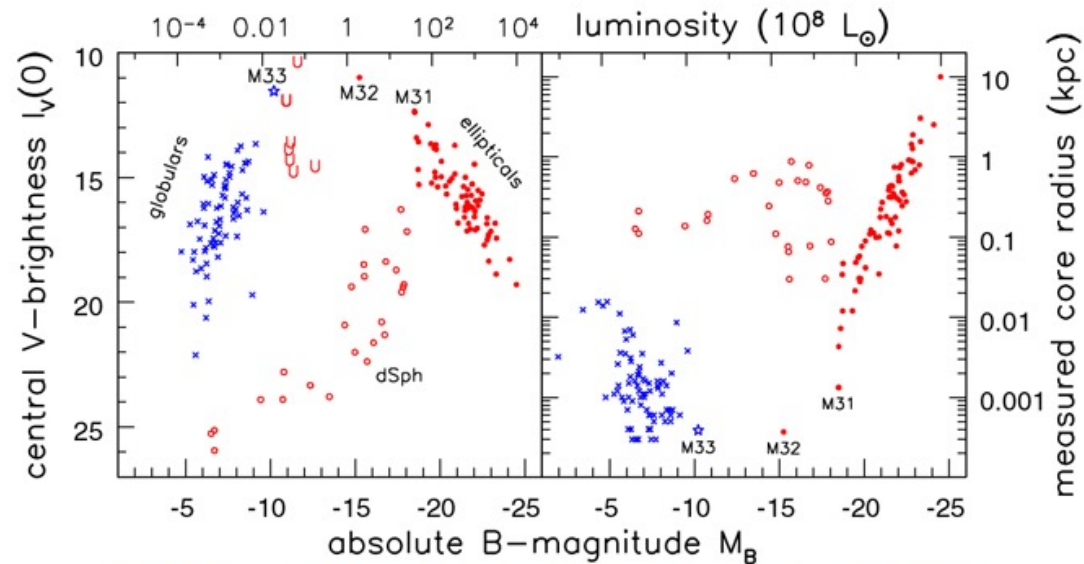 10⁻⁴ 0.01 1 10² 10⁴ luminosity (10⁸ L⊙)
central V−brightness I_V(0)
10
15
20
25
M33
M32
M31
globulars
ellipticals
dSph
U
U
U
U
U
U
U
M31
M33
M32
10
1
0.1
0.01
0.001
measured core radius (kpc)
-5 -10 -15 -20 -25 -5 -10 -15 -20 -25
absolute B−magnitude M_B